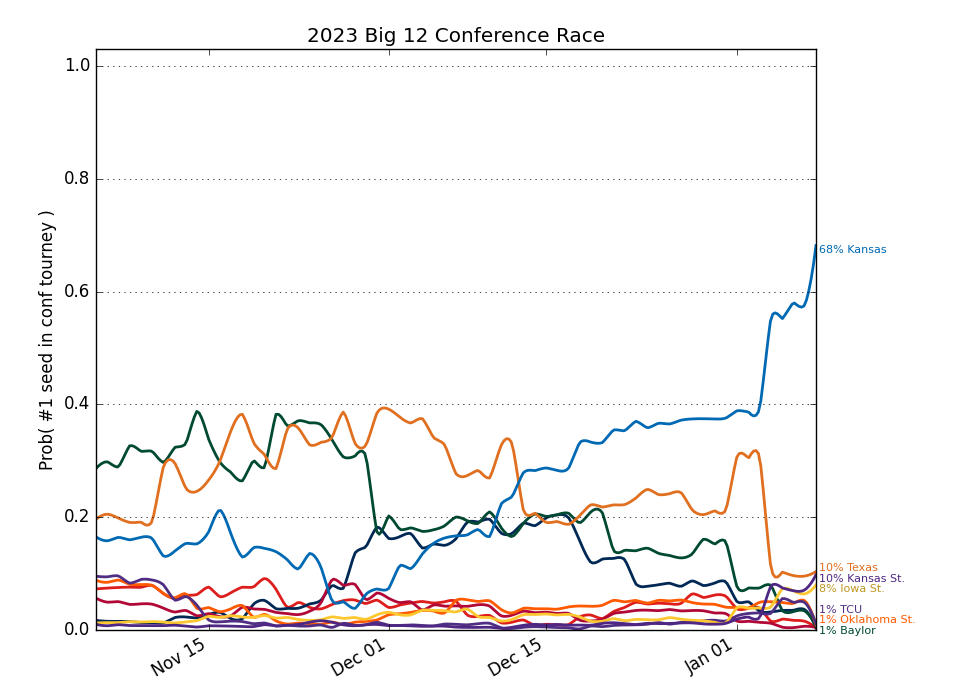 2023 Big 12 Conference Race
Prob( #1 seed in conf tourney )
1.0
0.8
0.6
0.4
0.2
0.0
Nov 15
Dec 01
Dec 15
Jan 01
68% Kansas
10% Texas
10% Kansas St.
8% Iowa St.
1% TCU
1% Oklahoma St.
1% Baylor